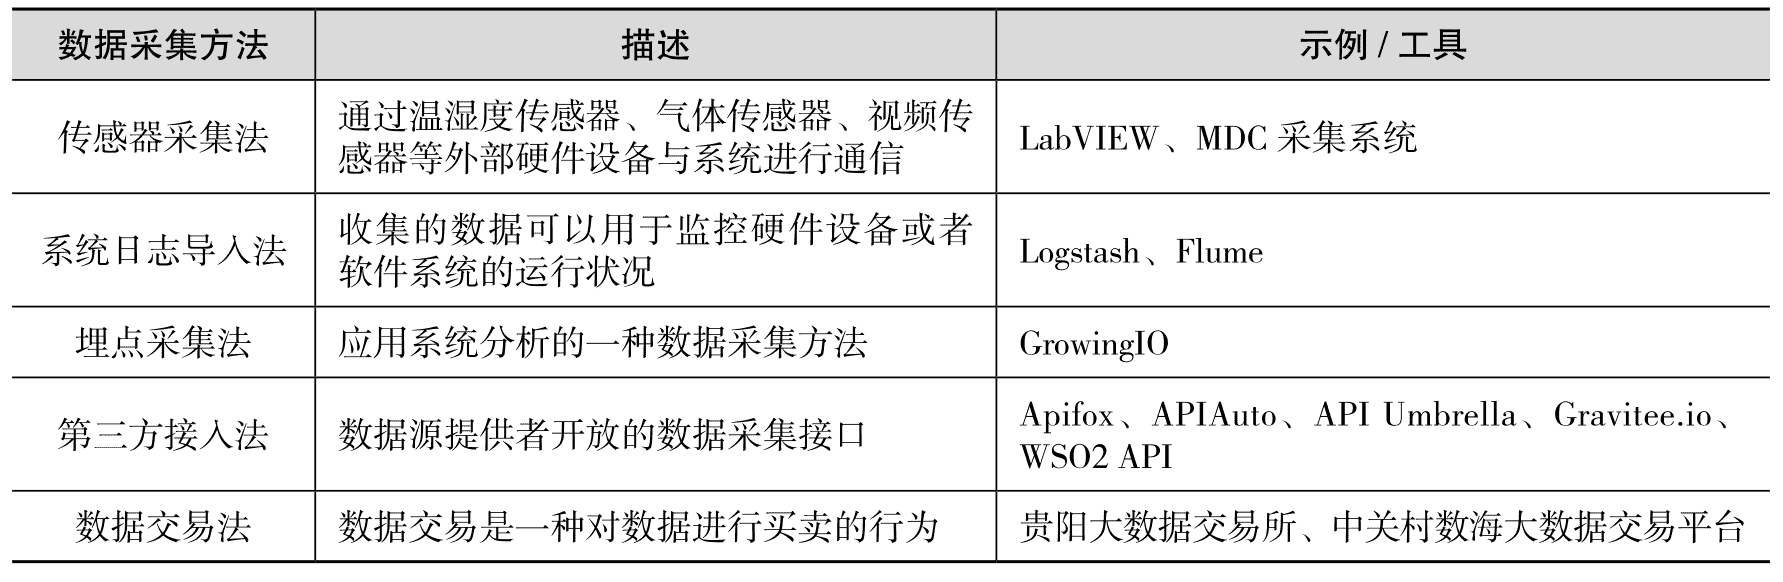 数据采集方法 描述 示例 / 工具
传感器采集法
通过温湿度传感器、气体传感器、视频传
感器等外部硬件设备与系统进行通信
LabVIEW、MDC 采集系统
系统日志导入法
收集的数据可以用于监控硬件设备或者
软件系统的运行状况
Logstash、Flume
埋点采集法 应用系统分析的一种数据采集方法 GrowingIO
第三方接入法 数据源提供者开放的数据采集接口
Apifox、APIAuto、API Umbrella、Gravitee.io、
WSO2 API
数据交易法 数据交易是一种对数据进行买卖的行为 贵阳大数据交易所、中关村数海大数据交易平台